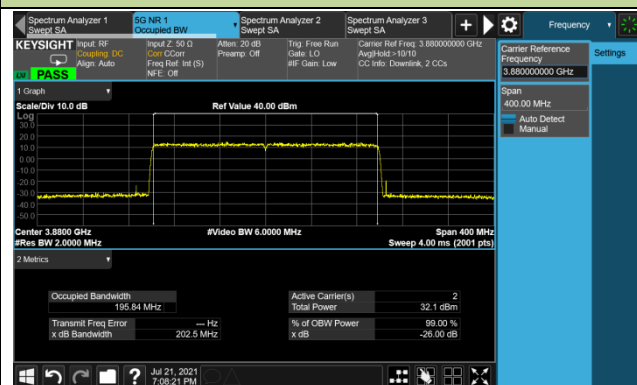 Spectrum Analyzer 1
Swept SA
5G NR 1
Occupied BW
Spectrum Analyzer 2
Swept SA
Spectrum Analyzer 3
Swept SA
+
Frequency
KEYSIGHT
Input: RF
Coupling: DC
Align: Auto
Input Z: 50 Ω
Corr CCorr
Freq Ref: Int (S)
NFE: Off
Atten: 20 dB
Preamp: Off
Trig: Free Run
Gate: LO
#IF Gain: Low
Carrier Ref Freq: 3.880000000 GHz
Avg|Hold:>10/10
CC Info: Downlink, 2 CCs
LV PASS
Carrier Reference
Frequency
3.880000000 GHz
Settings
Span
400.00 MHz
Auto Detect
Manual
1 Graph
Scale/Div 10.0 dB
Ref Value 40.00 dBm
Log
30.0
20.0
10.0
0.00
-10.0
-20.0
-30.0
-40.0
-50.0
Center 3.8800 GHz
#Video BW 6.0000 MHz
Span 400 MHz
#Res BW 2.0000 MHz
Sweep 4.00 ms (2001 pts)
2 Metrics
Occupied Bandwidth
195.84 MHz
Active Carrier(s) 2
Total Power 32.1 dBm
Transmit Freq Error --- Hz
x dB Bandwidth 202.5 MHz
% of OBW Power 99.00 %
x dB -26.00 dB
?
Jul 21, 2021
7:08:21 PM